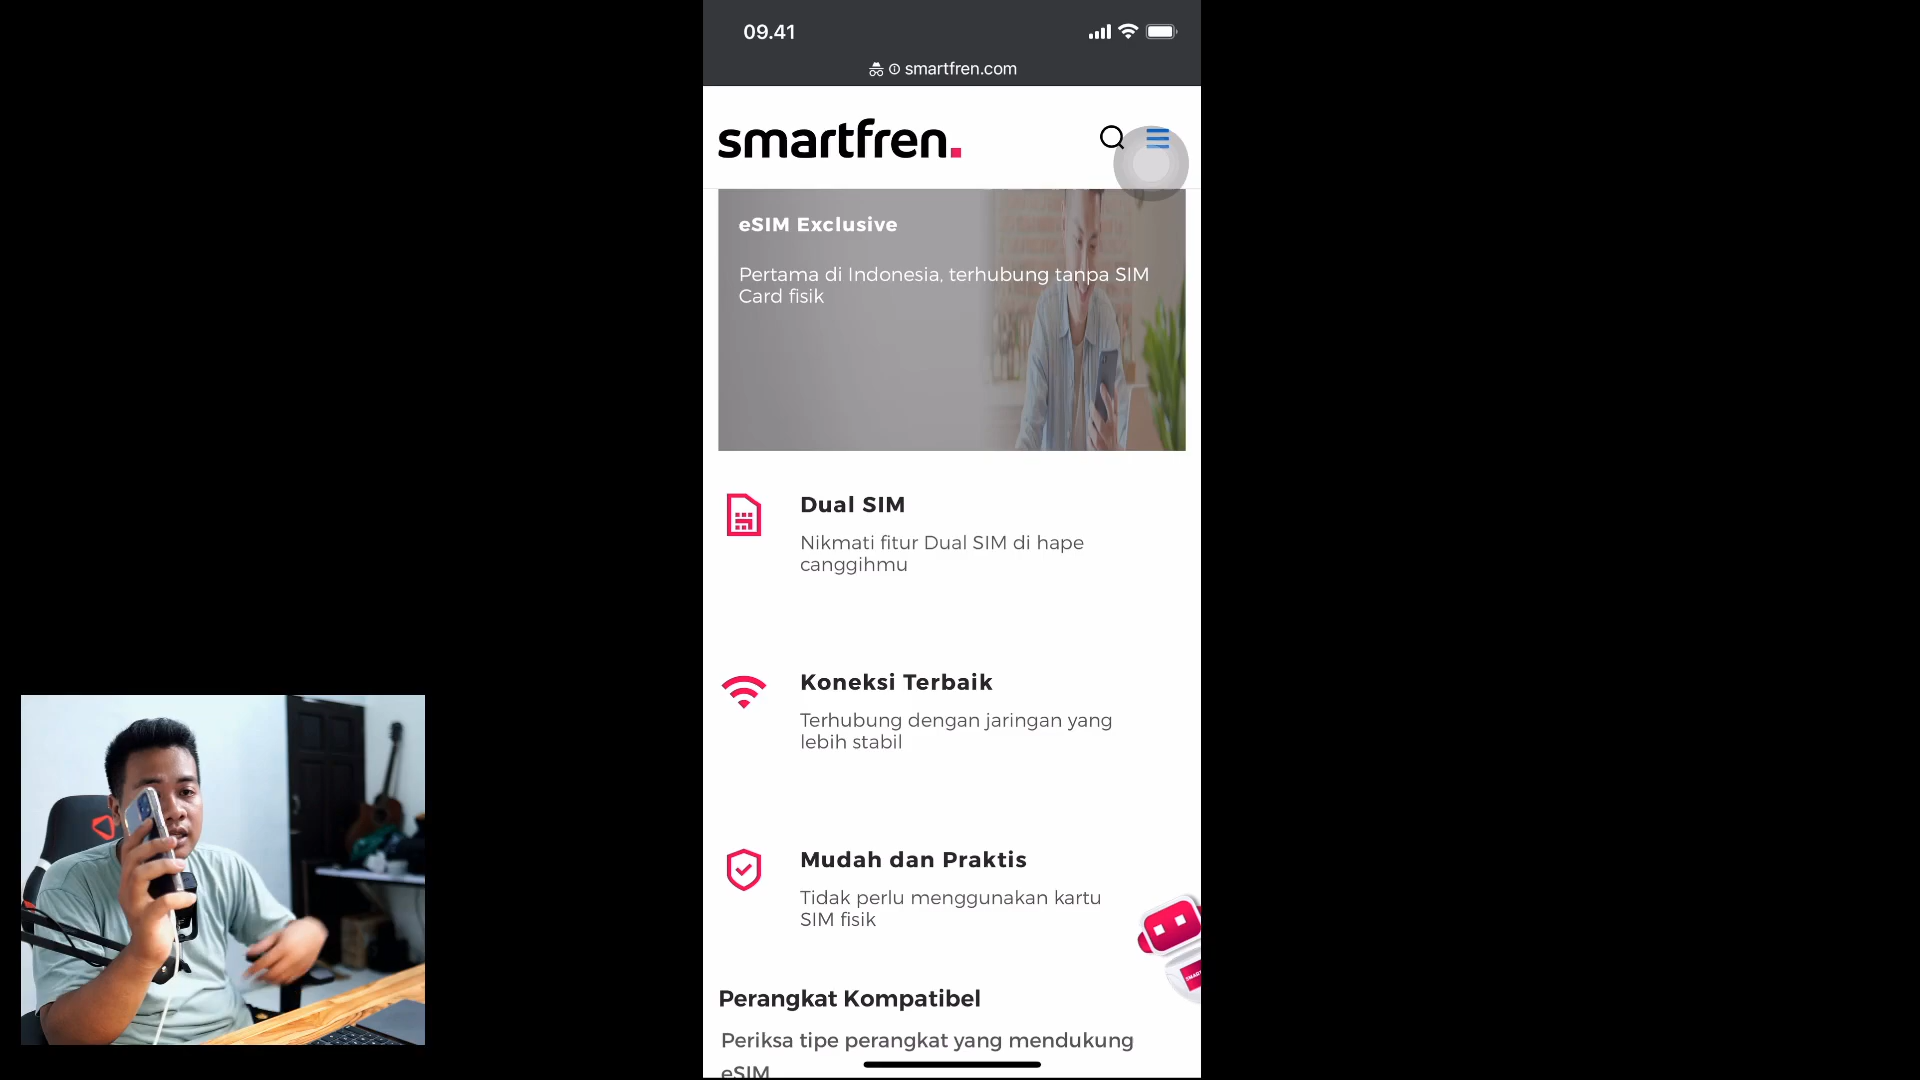 09.41
smartfren.com
smartfren.
eSIM Exclusive
Pertama di Indonesia, terhubung tanpa SIM
Card fisik
Dual SIM
Nikmati fitur Dual SIM di hape
canggihmu
Koneksi Terbaik
Terhubung dengan jaringan yang
lebih stabil
Mudah dan Praktis
Tidak perlu menggunakan kartu
SIM fisik
Perangkat Kompatibel
Periksa tipe perangkat yang mendukung
eSIM